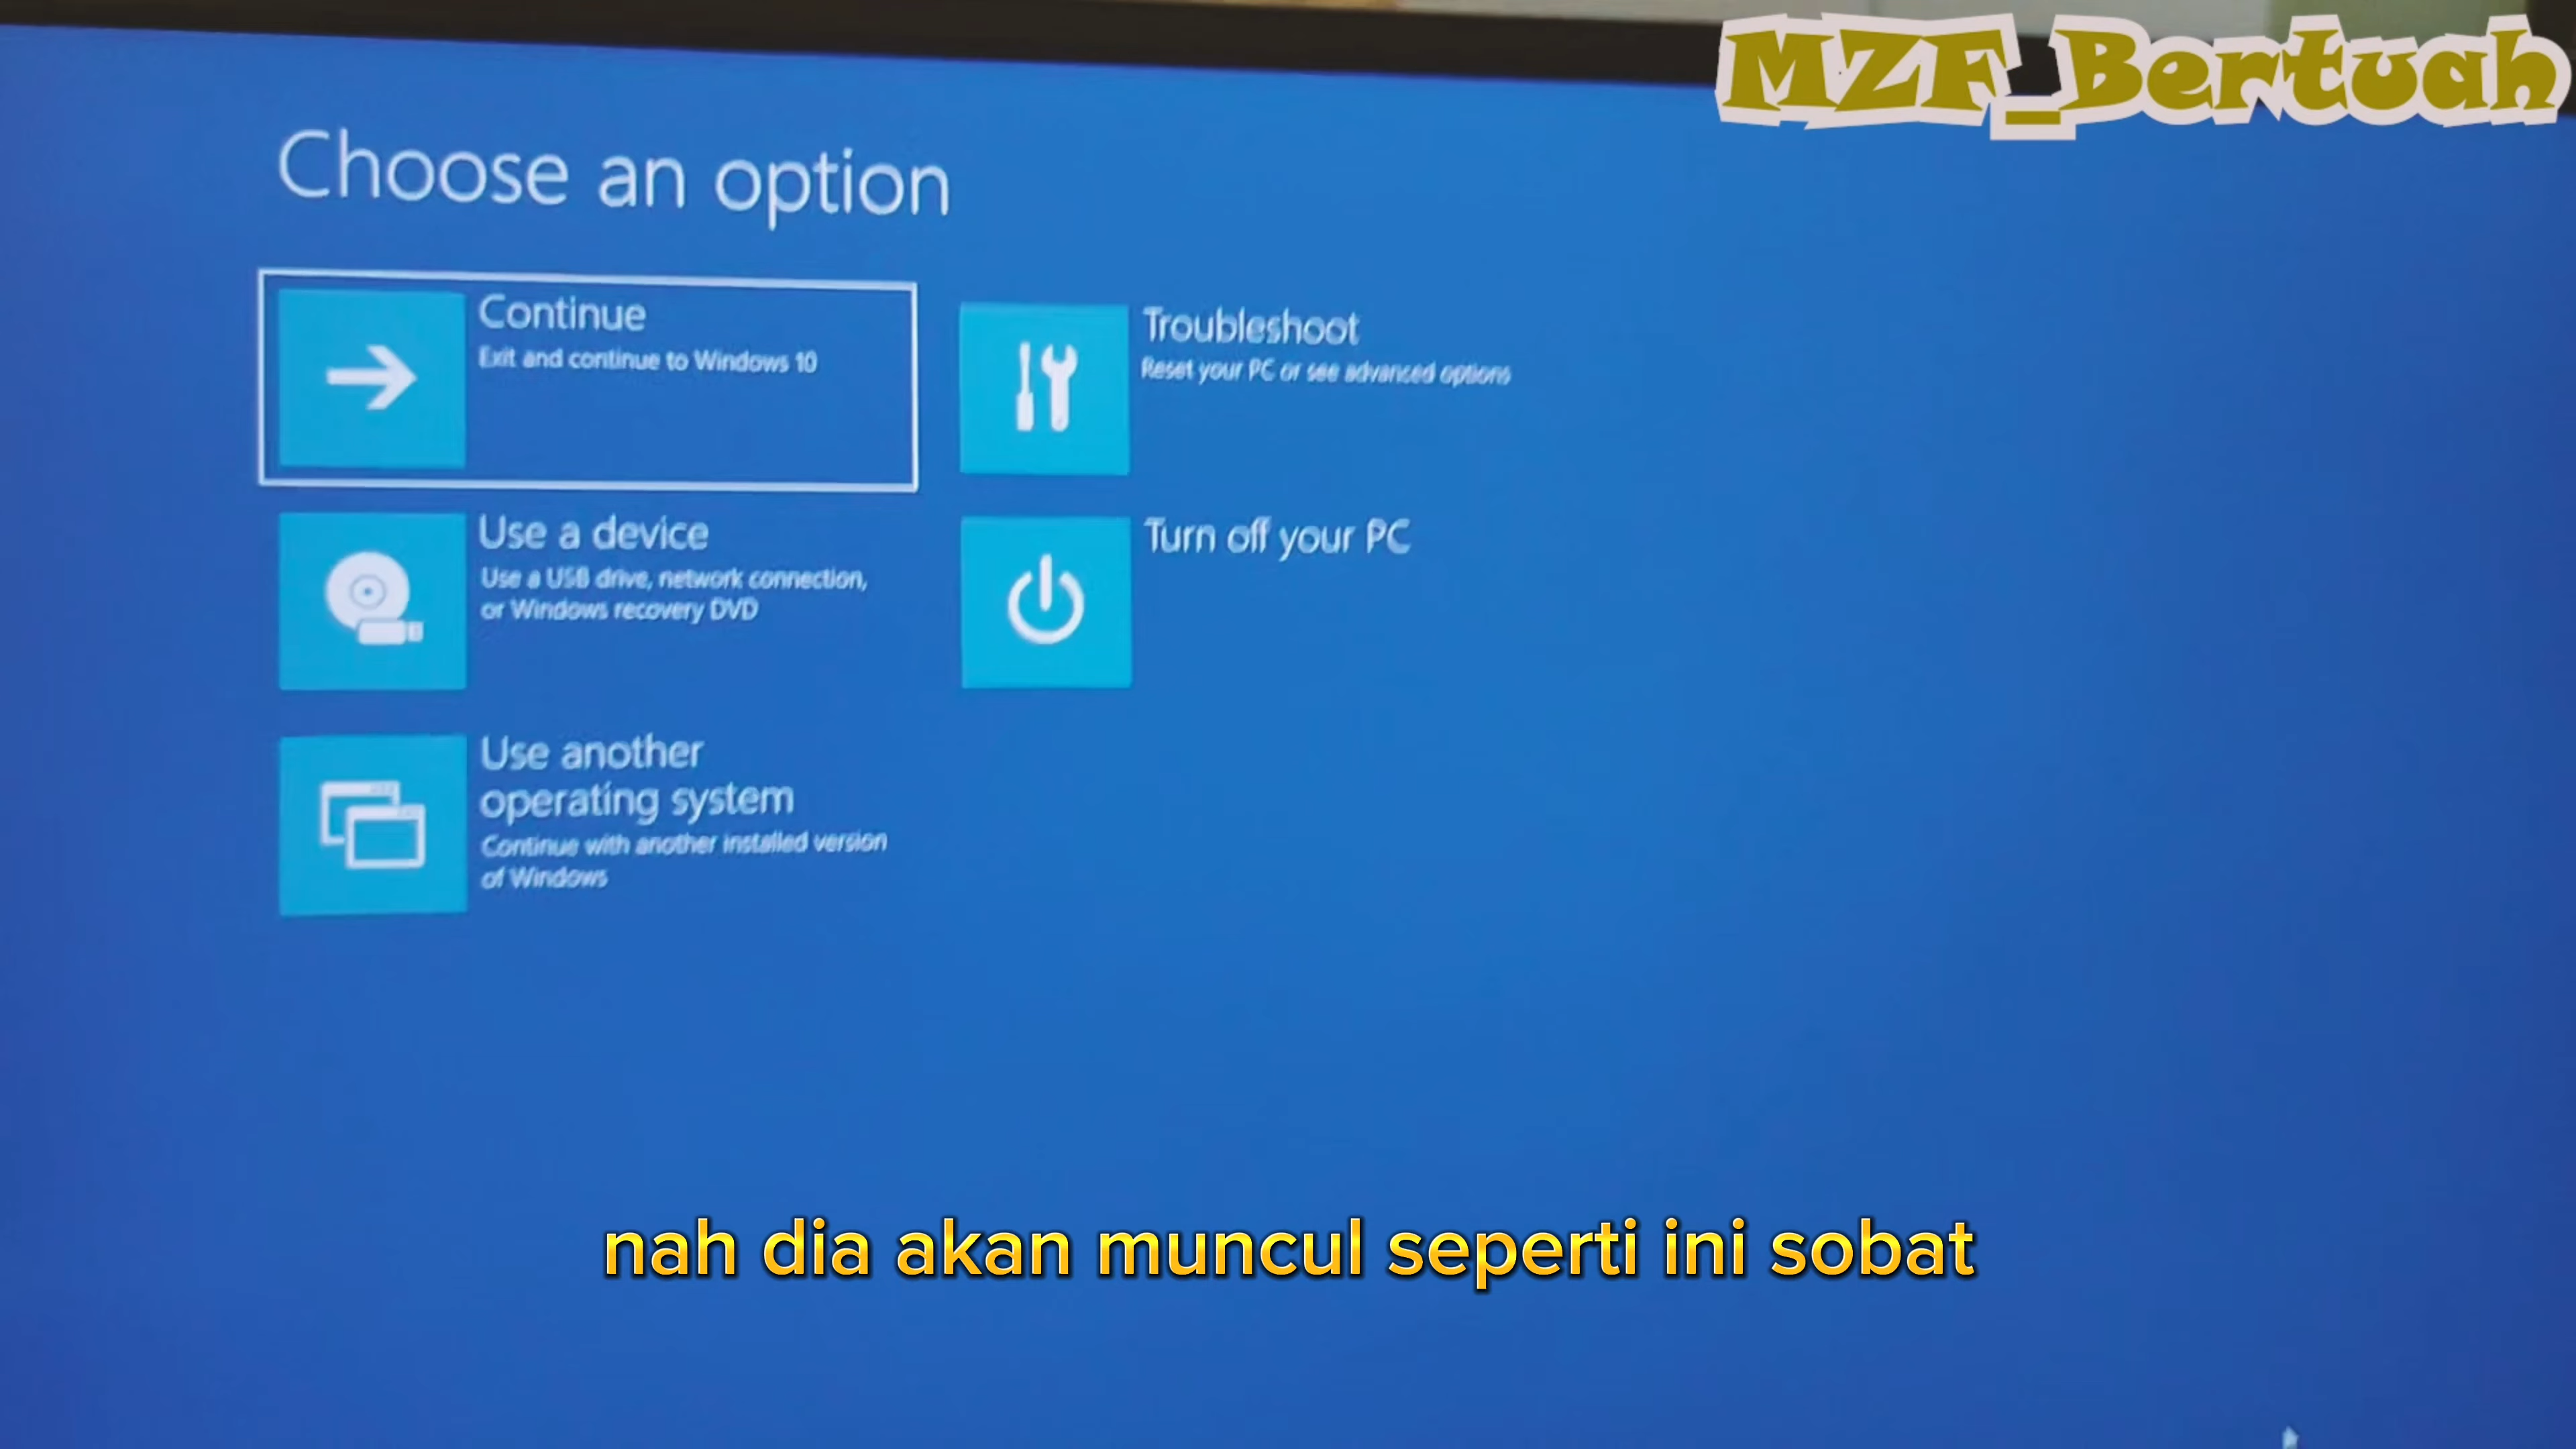 MZF_Bertuah
Choose an option
Continue
Exit and continue to Windows 10
Troubleshoot
Reset your PC or see advanced options
Use a device
Use a USB drive, network connection,
or Windows recovery DVD
Turn off your PC
Use another
operating system
Continue with another installed version
of Windows
nah dia akan muncul seperti ini sobat